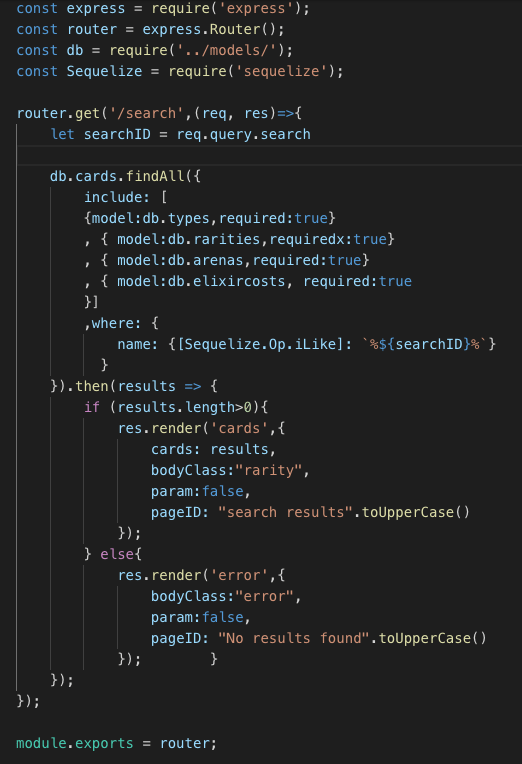 const express = require('express');
const router = express.Router();
const db = require('../models/');
const Sequelize = require('sequelize');

router.get('/search',(req, res)=>{
    let searchID = req.query.search

    db.cards.findAll({
        include: [
        {model:db.types,required:true}
        , { model:db.rarities,requiredx:true}
        , { model:db.arenas,required:true}
        , { model:db.elixircosts, required:true
        }]
        ,where: {
            name: {[Sequelize.Op.iLike]: `%${searchID}%`}
          }
    }).then(results => {
        if (results.length>0){
            res.render('cards',{
                cards: results,
                bodyClass:"rarity",
                param:false,
                pageID: "search results".toUpperCase()
            });
        } else{
            res.render('error',{
                bodyClass:"error",
                param:false,
                pageID: "No results found".toUpperCase()
            });        }
    });
});

module.exports = router;